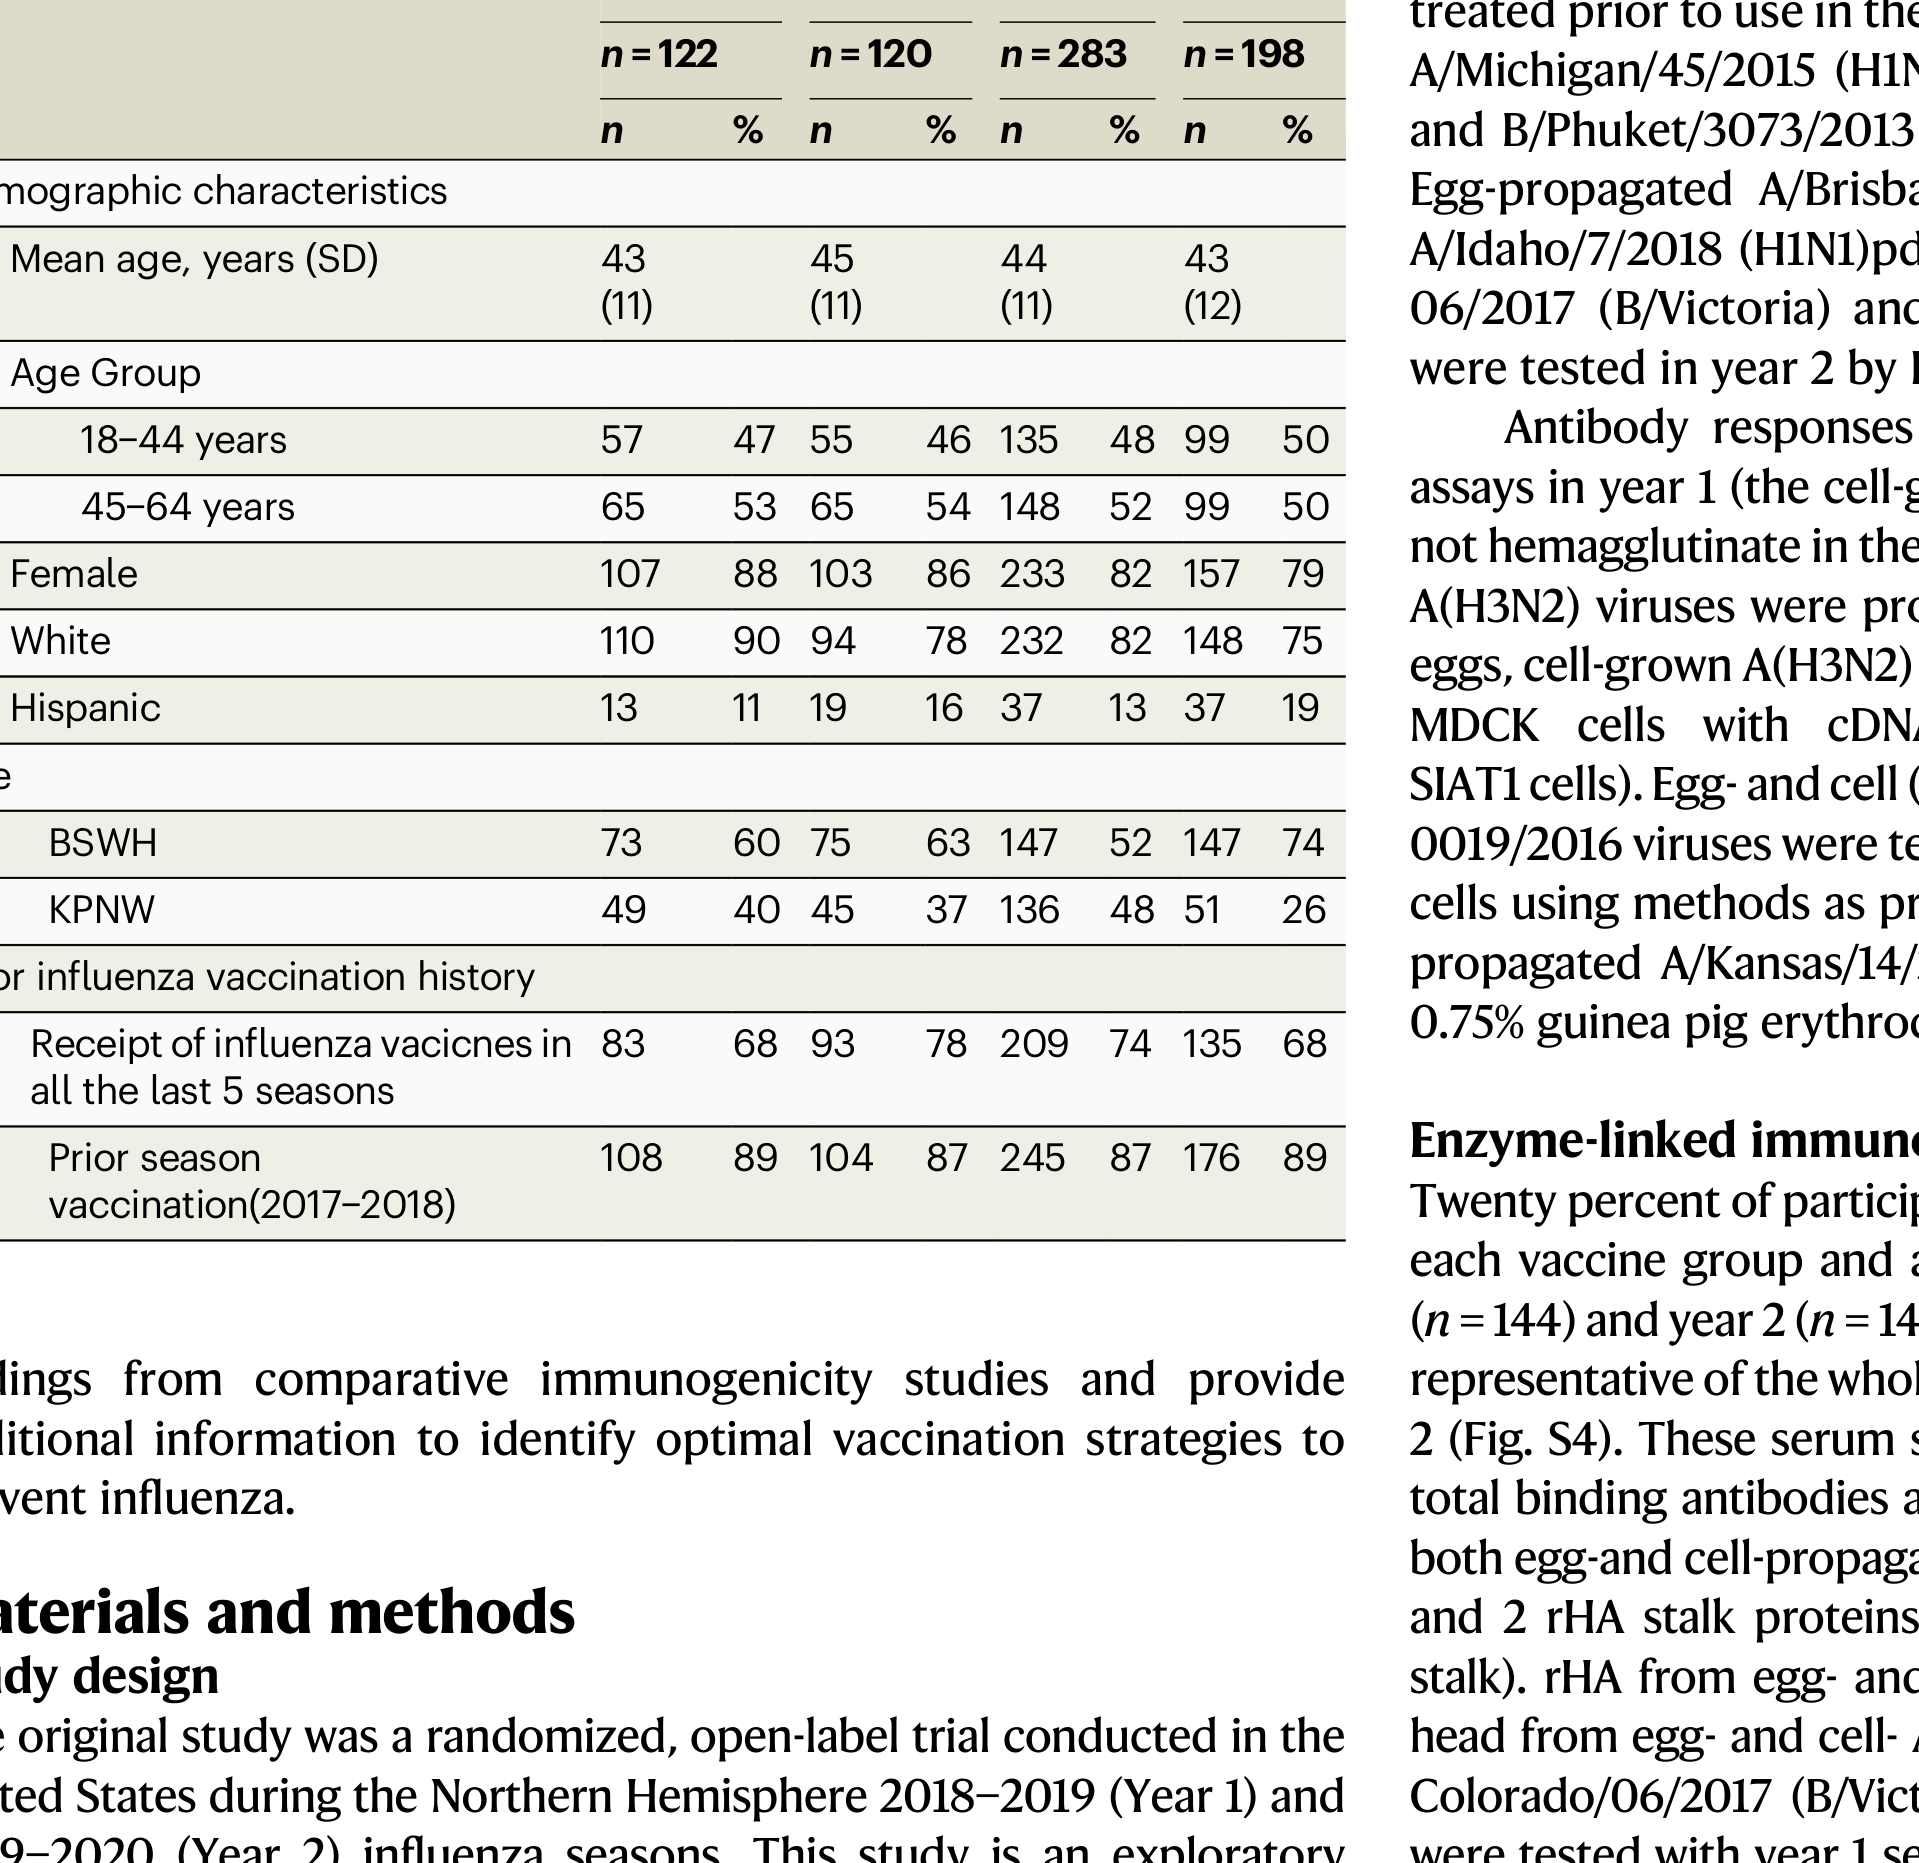 n = 122 n = 120 n = 283 n = 198
n % n % n % n %
mographic characteristics
Mean age, years (SD) 43 45 44 43
(11) (11) (11) (12)
Age Group
18–44 years 57 47 55 46 135 48 99 50
45–64 years 65 53 65 54 148 52 99 50
Female 107 88 103 86 233 82 157 79
White 110 90 94 78 232 82 148 75
Hispanic 13 11 19 16 37 13 37 19
e
BSWH 73 60 75 63 147 52 147 74
KPNW 49 40 45 37 136 48 51 26
or influenza vaccination history
Receipt of influenza vacicnes in 83 68 93 78 209 74 135 68
all the last 5 seasons
Prior season 108 89 104 87 245 87 176 89
vaccination(2017–2018)
dings from comparative immunogenicity studies and provide
litional information to identify optimal vaccination strategies to
vent influenza.
aterials and methods
udy design
e original study was a randomized, open-label trial conducted in the
ted States during the Northern Hemisphere 2018–2019 (Year 1) and
9–2020 (Year 2) influenza seasons. This study is an exploratory
treated prior to use in the
A/Michigan/45/2015 (H1N
and B/Phuket/3073/2013
Egg-propagated A/Brisba
A/Idaho/7/2018 (H1N1)pd
06/2017 (B/Victoria) and
were tested in year 2 by
Antibody responses
assays in year 1 (the cell-g
not hemagglutinate in the
A(H3N2) viruses were pro
eggs, cell-grown A(H3N2)
MDCK cells with cDNA
SIAT1 cells). Egg- and cell (
0019/2016 viruses were te
cells using methods as pr
propagated A/Kansas/14/
0.75% guinea pig erythroc
Enzyme-linked immuno
Twenty percent of particip
each vaccine group and a
(n = 144) and year 2 (n = 14
representative of the whol
2 (Fig. S4). These serum s
total binding antibodies a
both egg-and cell-propaga
and 2 rHA stalk proteins
stalk). rHA from egg- and
head from egg- and cell- A
Colorado/06/2017 (B/Vict
were tested with year 1 se